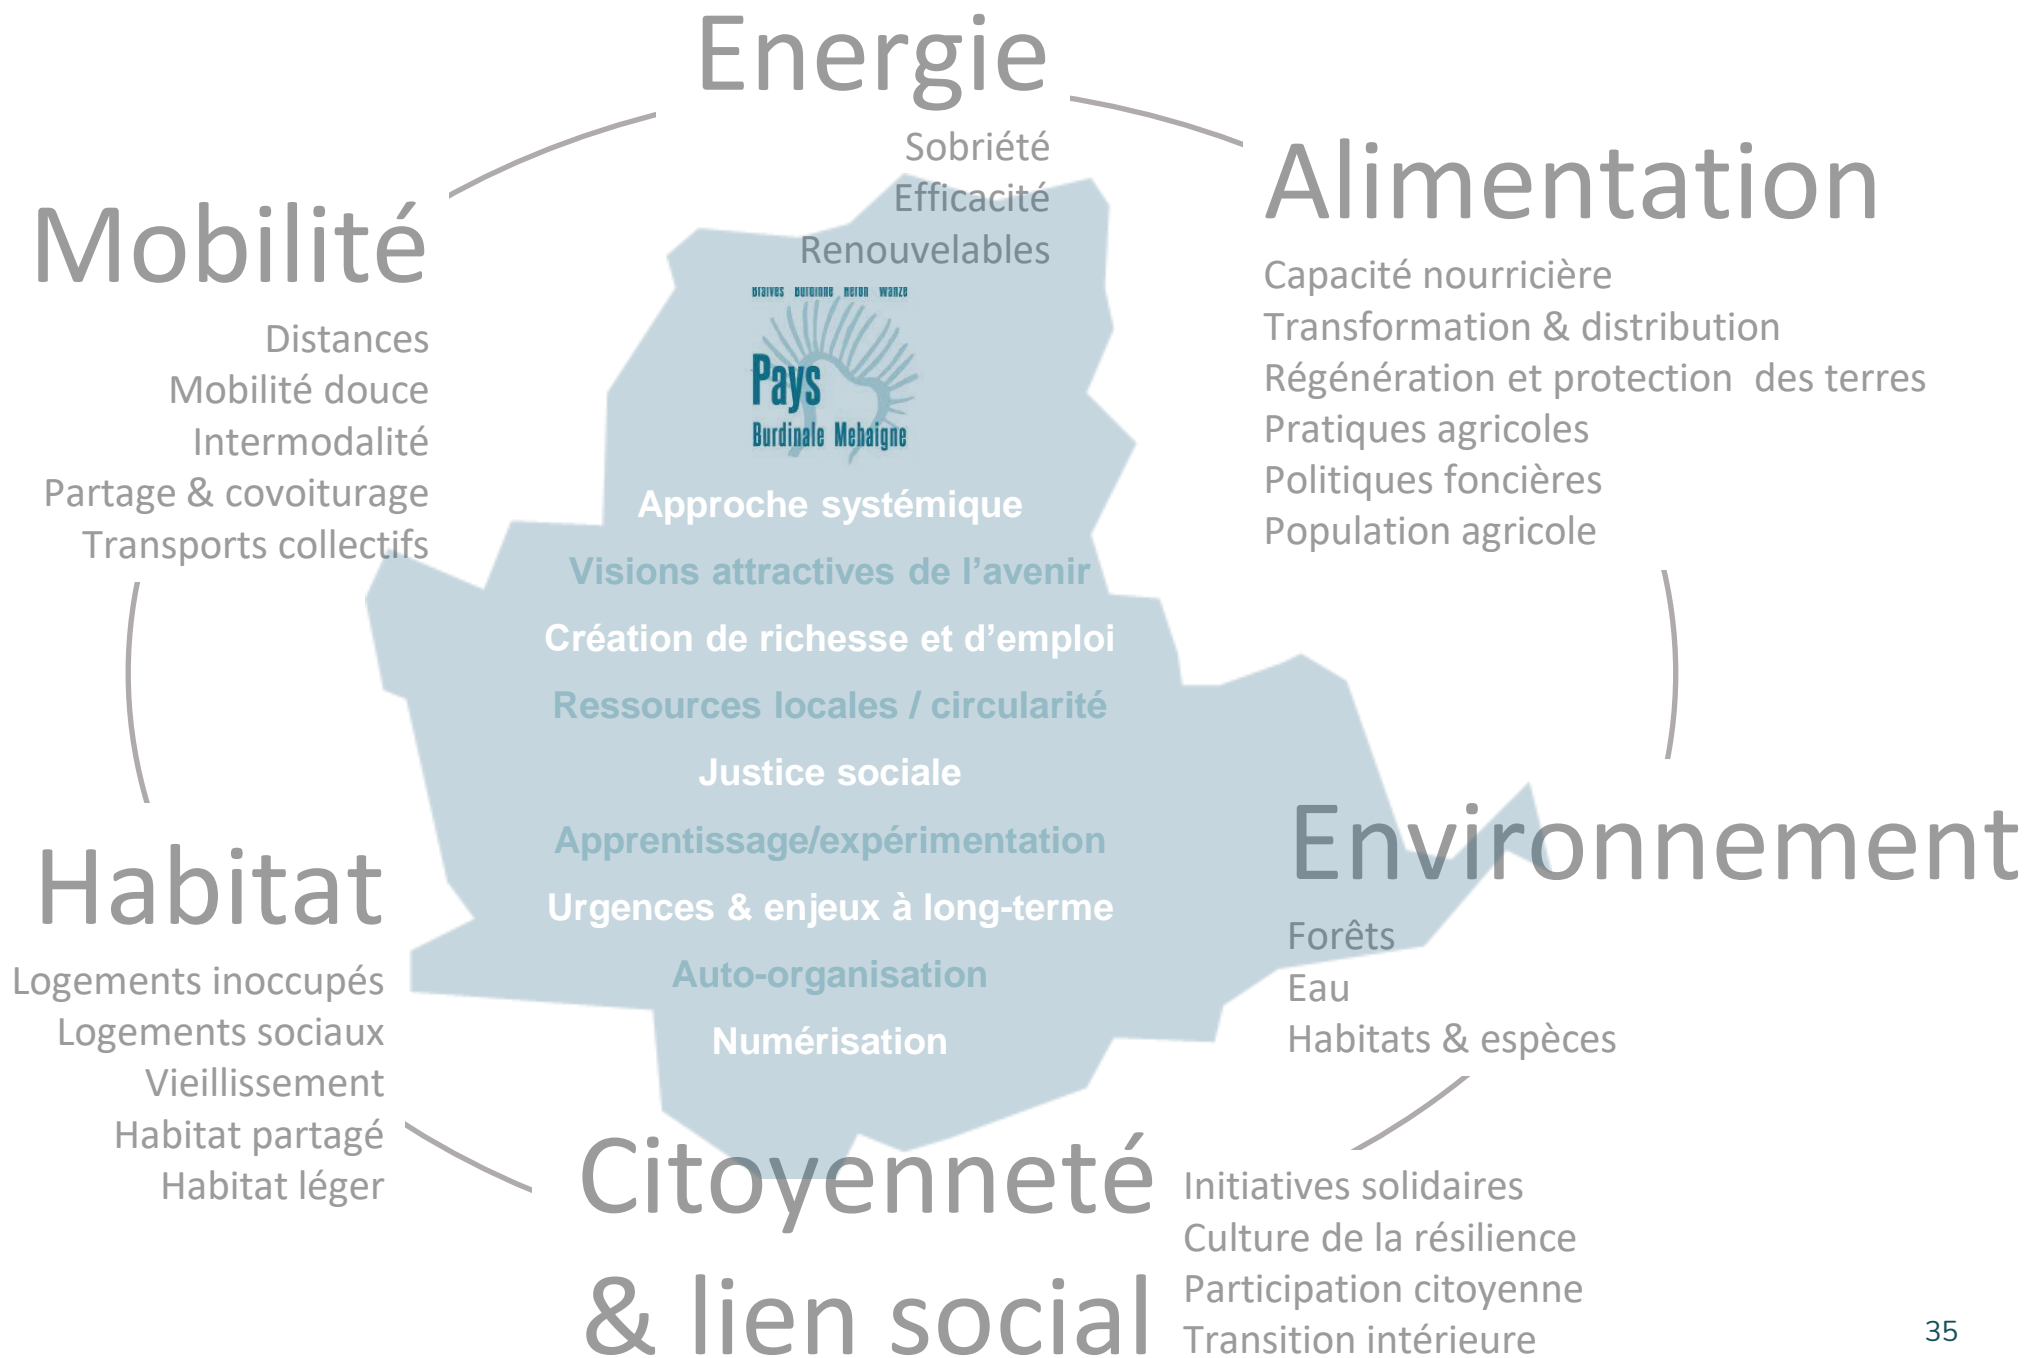 Energie
Sobriété
Efficacité
Renouvelables
Alimentation
Capacité nourricière
Transformation & distribution
Régénération et protection  des terres
Pratiques agricoles
Politiques foncières
Population agricole
Mobilité
Distances
Mobilité douce
Intermodalité
Partage & covoiturage
Transports collectifs
Braives Burdinne Héron Wanze
Pays
Burdinale Mehaigne
Approche systémique
Visions attractives de l’avenir
Création de richesse et d’emploi
Ressources locales / circularité
Justice sociale
Apprentissage/expérimentation
Urgences & enjeux à long-terme
Auto-organisation
Numérisation
Environnement
Forêts
Eau
Habitats & espèces
Habitat
Logements inoccupés
Logements sociaux
Vieillissement
Habitat partagé
Habitat léger
Citoyenneté
& lien social
Initiatives solidaires
Culture de la résilience
Participation citoyenne
Transition intérieure
35